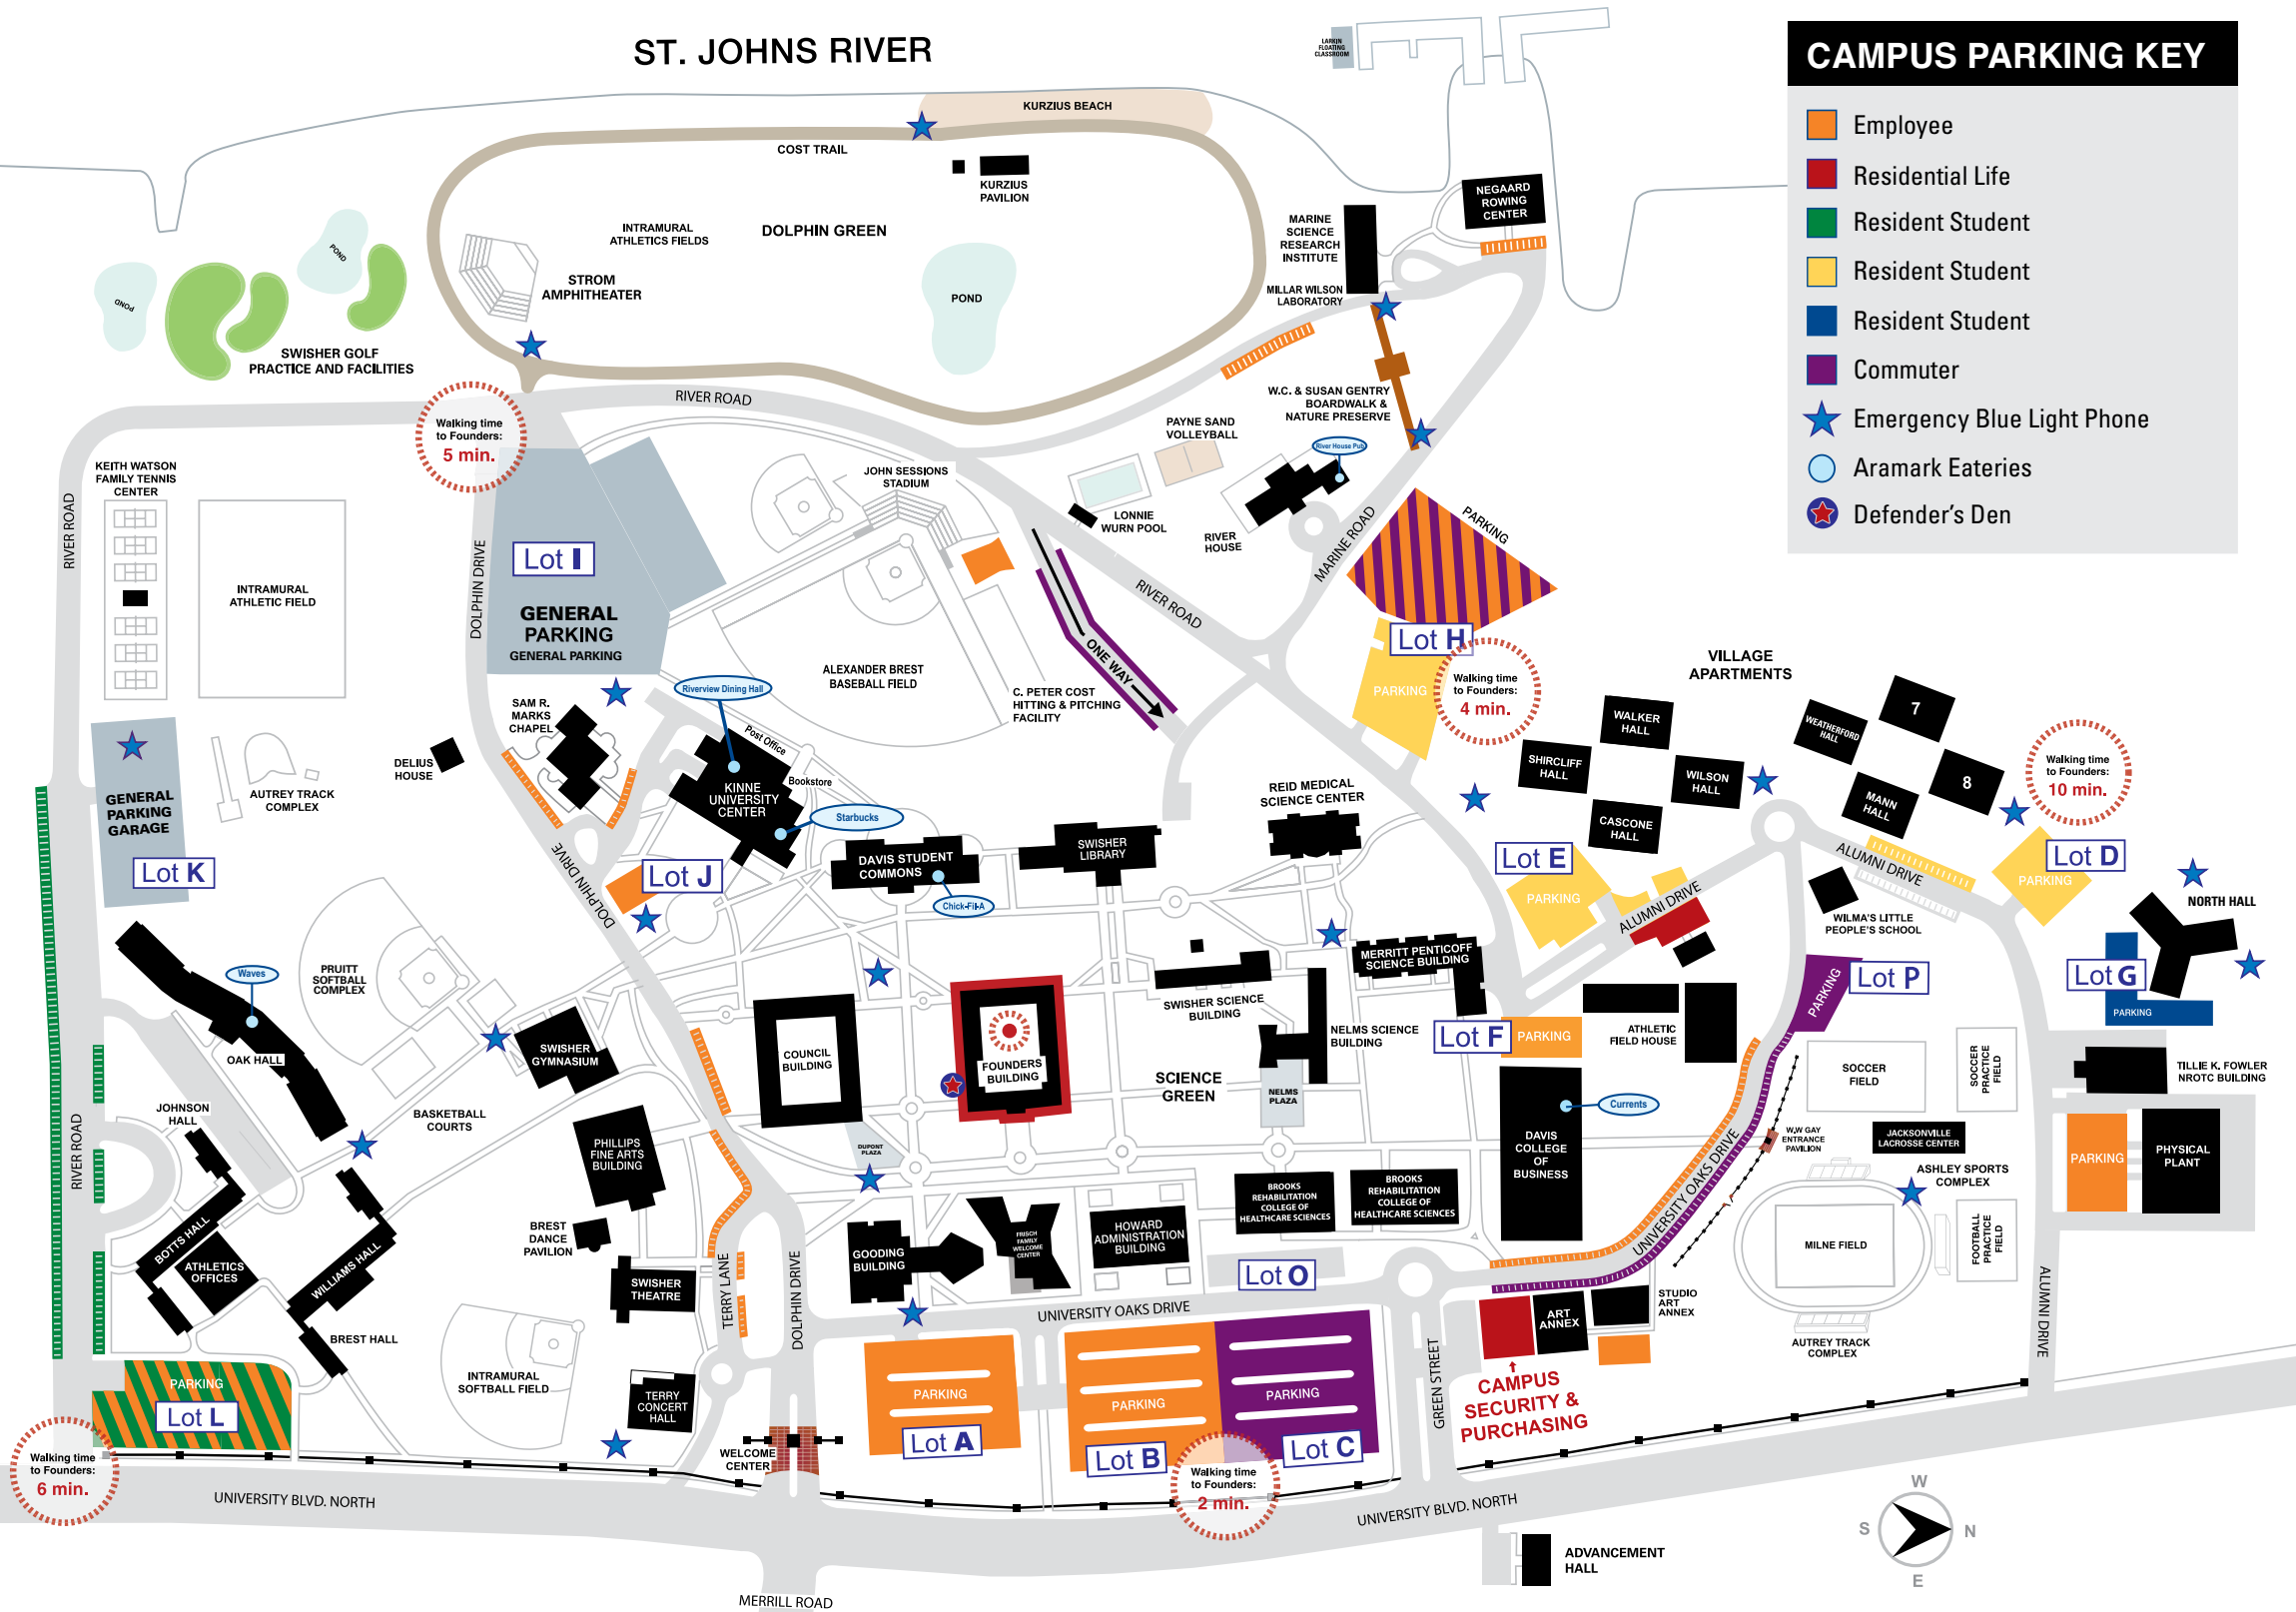 ST. JOHNS RIVER
LARKIN
FLOATING
CLASSROOM
CAMPUS PARKING KEY
Employee
Residential Life
Resident Student
Resident Student
Resident Student
Commuter
Emergency Blue Light Phone
Aramark Eateries
Defender's Den
KURZIUS BEACH
COST TRAIL
KURZIUS
PAVILION
INTRAMURAL
ATHLETICS FIELDS
DOLPHIN GREEN
STROM
AMPHITHEATER
POND
POND
POND
SWISHER GOLF
PRACTICE AND FACILITIES
MARINE
SCIENCE
RESEARCH
INSTITUTE
NEGAARD
ROWING
CENTER
MILLAR WILSON
LABORATORY
W.C. & SUSAN GENTRY
BOARDWALK &
NATURE PRESERVE
RIVER ROAD
Walking time
to Founders:
5 min.
PAYNE SAND
VOLLEYBALL
River House Pub
KEITH WATSON
FAMILY TENNIS
CENTER
RIVER ROAD
INTRAMURAL
ATHLETIC FIELD
DOLPHIN DRIVE
Lot I
GENERAL
PARKING
GENERAL PARKING
JOHN SESSIONS
STADIUM
LONNIE
WURN POOL
RIVER
HOUSE
MARINE ROAD
PARKING
RIVER ROAD
ONE WAY
ALEXANDER BREST
BASEBALL FIELD
C. PETER COST
HITTING & PITCHING
FACILITY
Lot H
PARKING
Walking time
to Founders:
4 min.
VILLAGE
APARTMENTS
WALKER
HALL
SHIRCLIFF
HALL
WILSON
HALL
CASCONE
HALL
WEATHERFORD
HALL
7
8
MANN
HALL
Walking time
to Founders:
10 min.
SAM R.
MARKS
CHAPEL
DELIUS
HOUSE
Riverview Dining Hall
Post Office
Bookstore
KINNE
UNIVERSITY
CENTER
Starbucks
GENERAL
PARKING
GARAGE
Lot K
AUTREY TRACK
COMPLEX
DOLPHIN DRIVE
Lot J
DAVIS STUDENT
COMMONS
Chick-Fil-A
SWISHER
LIBRARY
REID MEDICAL
SCIENCE CENTER
Lot E
PARKING
ALUMNI DRIVE
ALUMNI DRIVE
Lot D
PARKING
WILMA'S LITTLE
PEOPLE'S SCHOOL
NORTH HALL
Lot G
PARKING
Lot P
PARKING
Waves
OAK HALL
PRUITT
SOFTBALL
COMPLEX
SWISHER
GYMNASIUM
COUNCIL
BUILDING
FOUNDERS
BUILDING
SWISHER SCIENCE
BUILDING
MERRITT PENTICOFF
SCIENCE BUILDING
NELMS SCIENCE
BUILDING
SCIENCE
GREEN
NELMS
PLAZA
Lot F
PARKING
ATHLETIC
FIELD HOUSE
SOCCER
FIELD
SOCCER
PRACTICE
FIELD
TILLIE K. FOWLER
NROTC BUILDING
JOHNSON
HALL
BASKETBALL
COURTS
RIVER ROAD
BOTTS HALL
ATHLETICS
OFFICES
WILLIAMS HALL
BREST HALL
PHILLIPS
FINE ARTS
BUILDING
BREST
DANCE
PAVILION
SWISHER
THEATRE
DUPONT
PLAZA
GOODING
BUILDING
FRISCH
FAMILY
WELCOME
CENTER
HOWARD
ADMINISTRATION
BUILDING
BROOKS
REHABILITATION
COLLEGE OF
HEALTHCARE SCIENCES
BROOKS
REHABILITATION
COLLEGE OF
HEALTHCARE SCIENCES
Currents
DAVIS
COLLEGE
OF
BUSINESS
UNIVERSITY OAKS DRIVE
W.W GAY
ENTRANCE
PAVILION
JACKSONVILLE
LACROSSE CENTER
ASHLEY SPORTS
COMPLEX
MILNE FIELD
FOOTBALL
PRACTICE
FIELD
PARKING
PHYSICAL
PLANT
Lot O
UNIVERSITY OAKS DRIVE
TERRY LANE
DOLPHIN DRIVE
STUDIO
ART
ANNEX
ART
ANNEX
AUTREY TRACK
COMPLEX
ALUMNI DRIVE
GREEN STREET
CAMPUS
SECURITY &
PURCHASING
PARKING
Lot L
INTRAMURAL
SOFTBALL FIELD
TERRY
CONCERT
HALL
WELCOME
CENTER
PARKING
Lot A
PARKING
Lot B
PARKING
Lot C
Walking time
to Founders:
6 min.
Walking time
to Founders:
2 min.
UNIVERSITY BLVD. NORTH
UNIVERSITY BLVD. NORTH
MERRILL ROAD
ADVANCEMENT
HALL
W
S
N
E